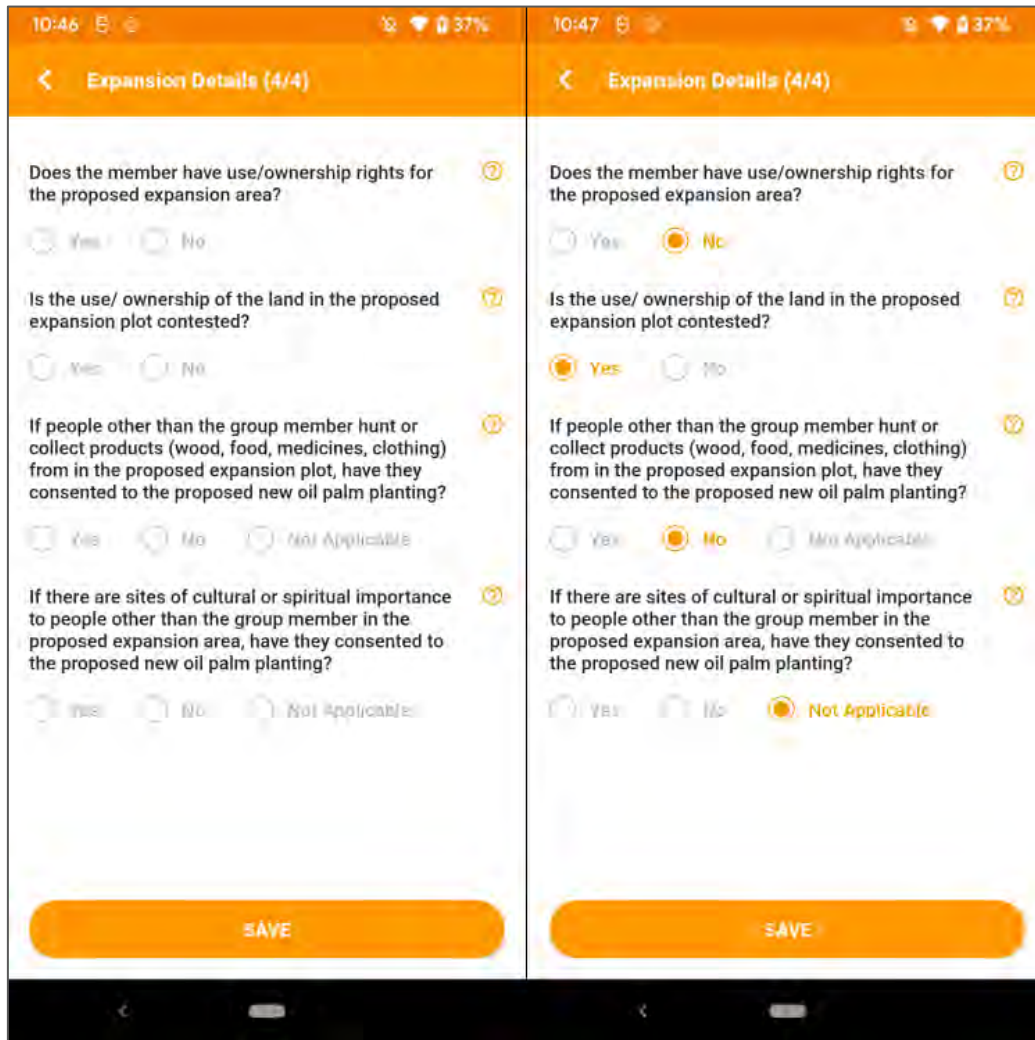 10:46
37%
Expansion Details (4/4)
Does the member have use/ownership rights for
the proposed expansion area?
Yes No
Is the use/ ownership of the land in the proposed
expansion plot contested?
Yes No
If people other than the group member hunt or
collect products (wood, food, medicines, clothing)
from in the proposed expansion plot, have they
consented to the proposed new oil palm planting?
Yes No Not Applicable
If there are sites of cultural or spiritual importance
to people other than the group member in the
proposed expansion area, have they consented to
the proposed new oil palm planting?
Yes No Not Applicable
SAVE
10:47
37%
Expansion Details (4/4)
Does the member have use/ownership rights for
the proposed expansion area?
Yes No
Is the use/ ownership of the land in the proposed
expansion plot contested?
Yes No
If people other than the group member hunt or
collect products (wood, food, medicines, clothing)
from in the proposed expansion plot, have they
consented to the proposed new oil palm planting?
Yes No Not Applicable
If there are sites of cultural or spiritual importance
to people other than the group member in the
proposed expansion area, have they consented to
the proposed new oil palm planting?
Yes No Not Applicable
SAVE